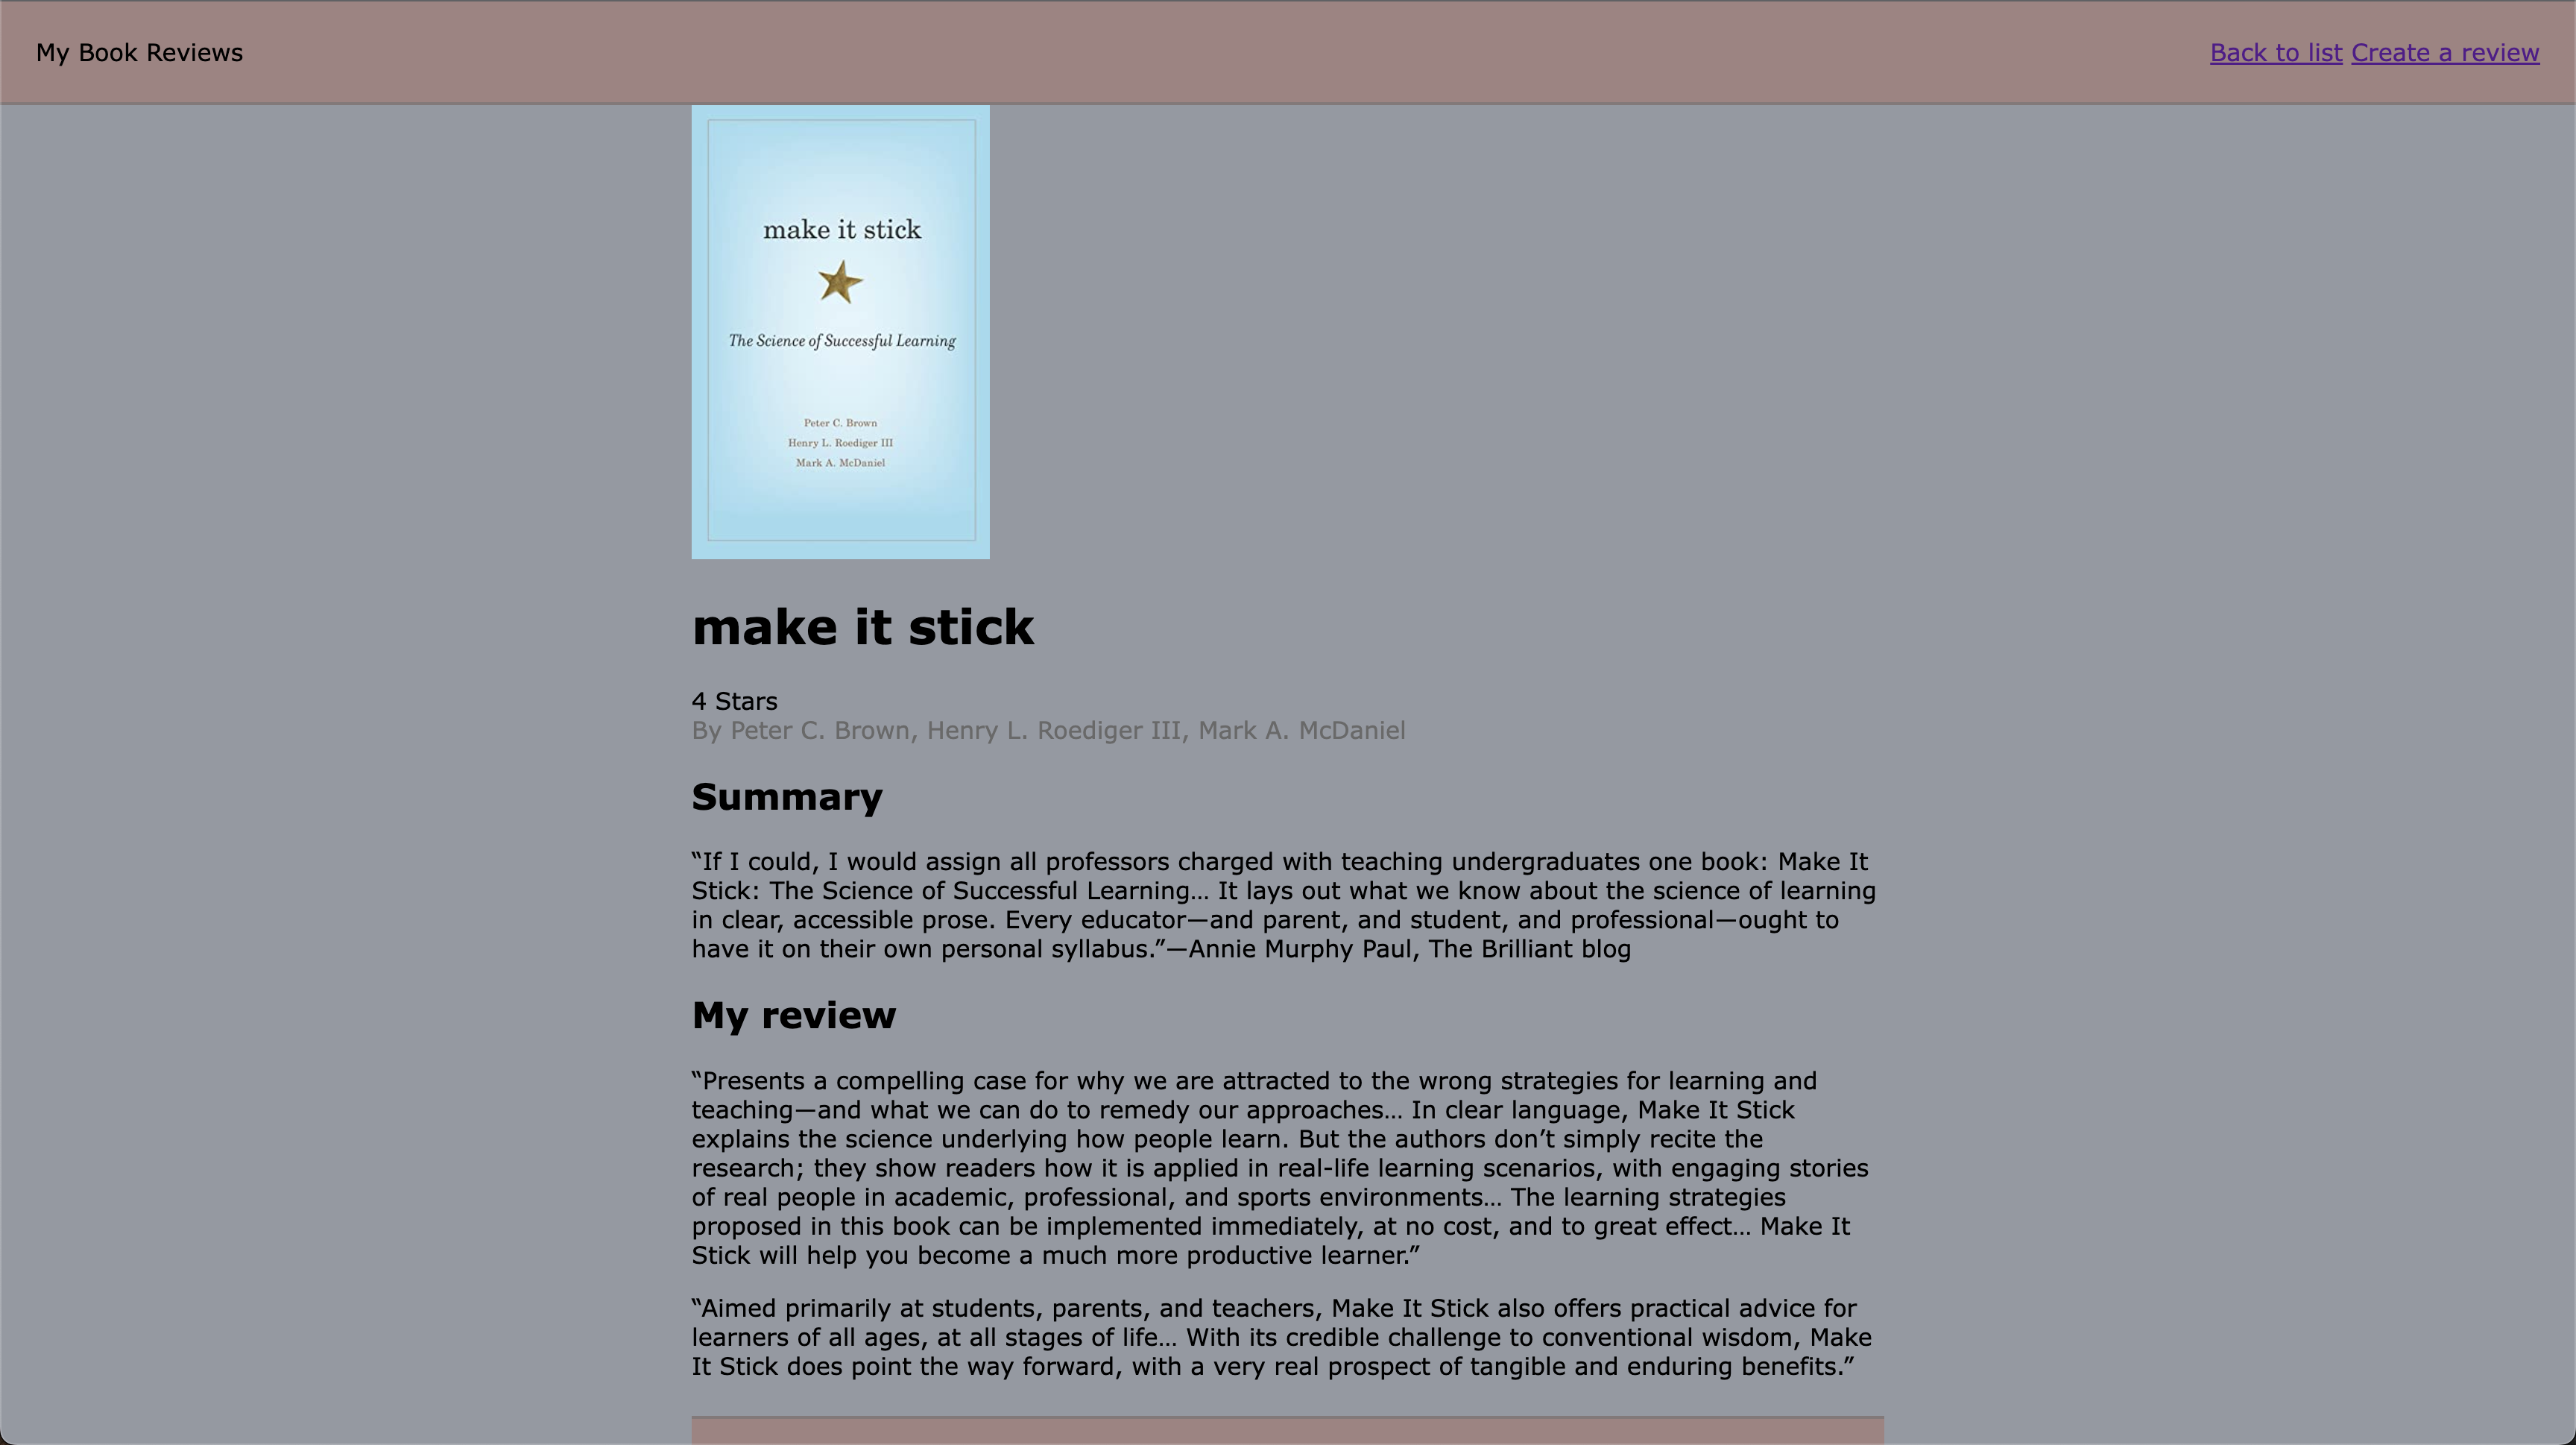 My Book Reviews
Back to list Create a review
make it stick
The Science of Successful Learning
Peter C. Brown
Henry L. Roediger III
Mark A. McDaniel
make it stick
4 Stars
By Peter C. Brown, Henry L. Roediger III, Mark A. McDaniel
Summary
“If I could, I would assign all professors charged with teaching undergraduates one book: Make It
Stick: The Science of Successful Learning… It lays out what we know about the science of learning
in clear, accessible prose. Every educator—and parent, and student, and professional—ought to
have it on their own personal syllabus.”—Annie Murphy Paul, The Brilliant blog
My review
“Presents a compelling case for why we are attracted to the wrong strategies for learning and
teaching—and what we can do to remedy our approaches… In clear language, Make It Stick
explains the science underlying how people learn. But the authors don’t simply recite the
research; they show readers how it is applied in real-life learning scenarios, with engaging stories
of real people in academic, professional, and sports environments… The learning strategies
proposed in this book can be implemented immediately, at no cost, and to great effect… Make It
Stick will help you become a much more productive learner.”
“Aimed primarily at students, parents, and teachers, Make It Stick also offers practical advice for
learners of all ages, at all stages of life… With its credible challenge to conventional wisdom, Make
It Stick does point the way forward, with a very real prospect of tangible and enduring benefits.”